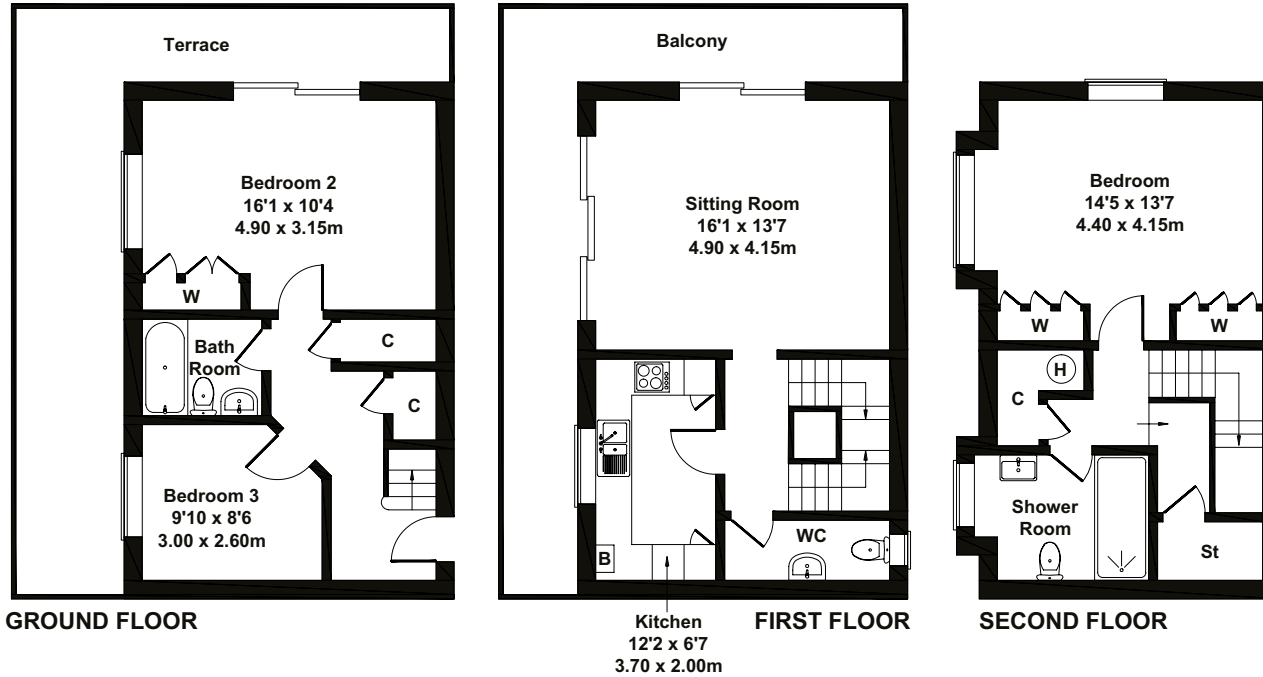 Terrace
Bedroom 2
16'1 x 10'4
4.90 x 3.15m
W
Bath
Room
C
C
Bedroom 3
9'10 x 8'6
3.00 x 2.60m
GROUND FLOOR
Balcony
Sitting Room
16'1 x 13'7
4.90 x 4.15m
WC
B
Kitchen
12'2 x 6'7
3.70 x 2.00m
FIRST FLOOR
Bedroom
14'5 x 13'7
4.40 x 4.15m
W
W
H
C
Shower
Room
St
SECOND FLOOR